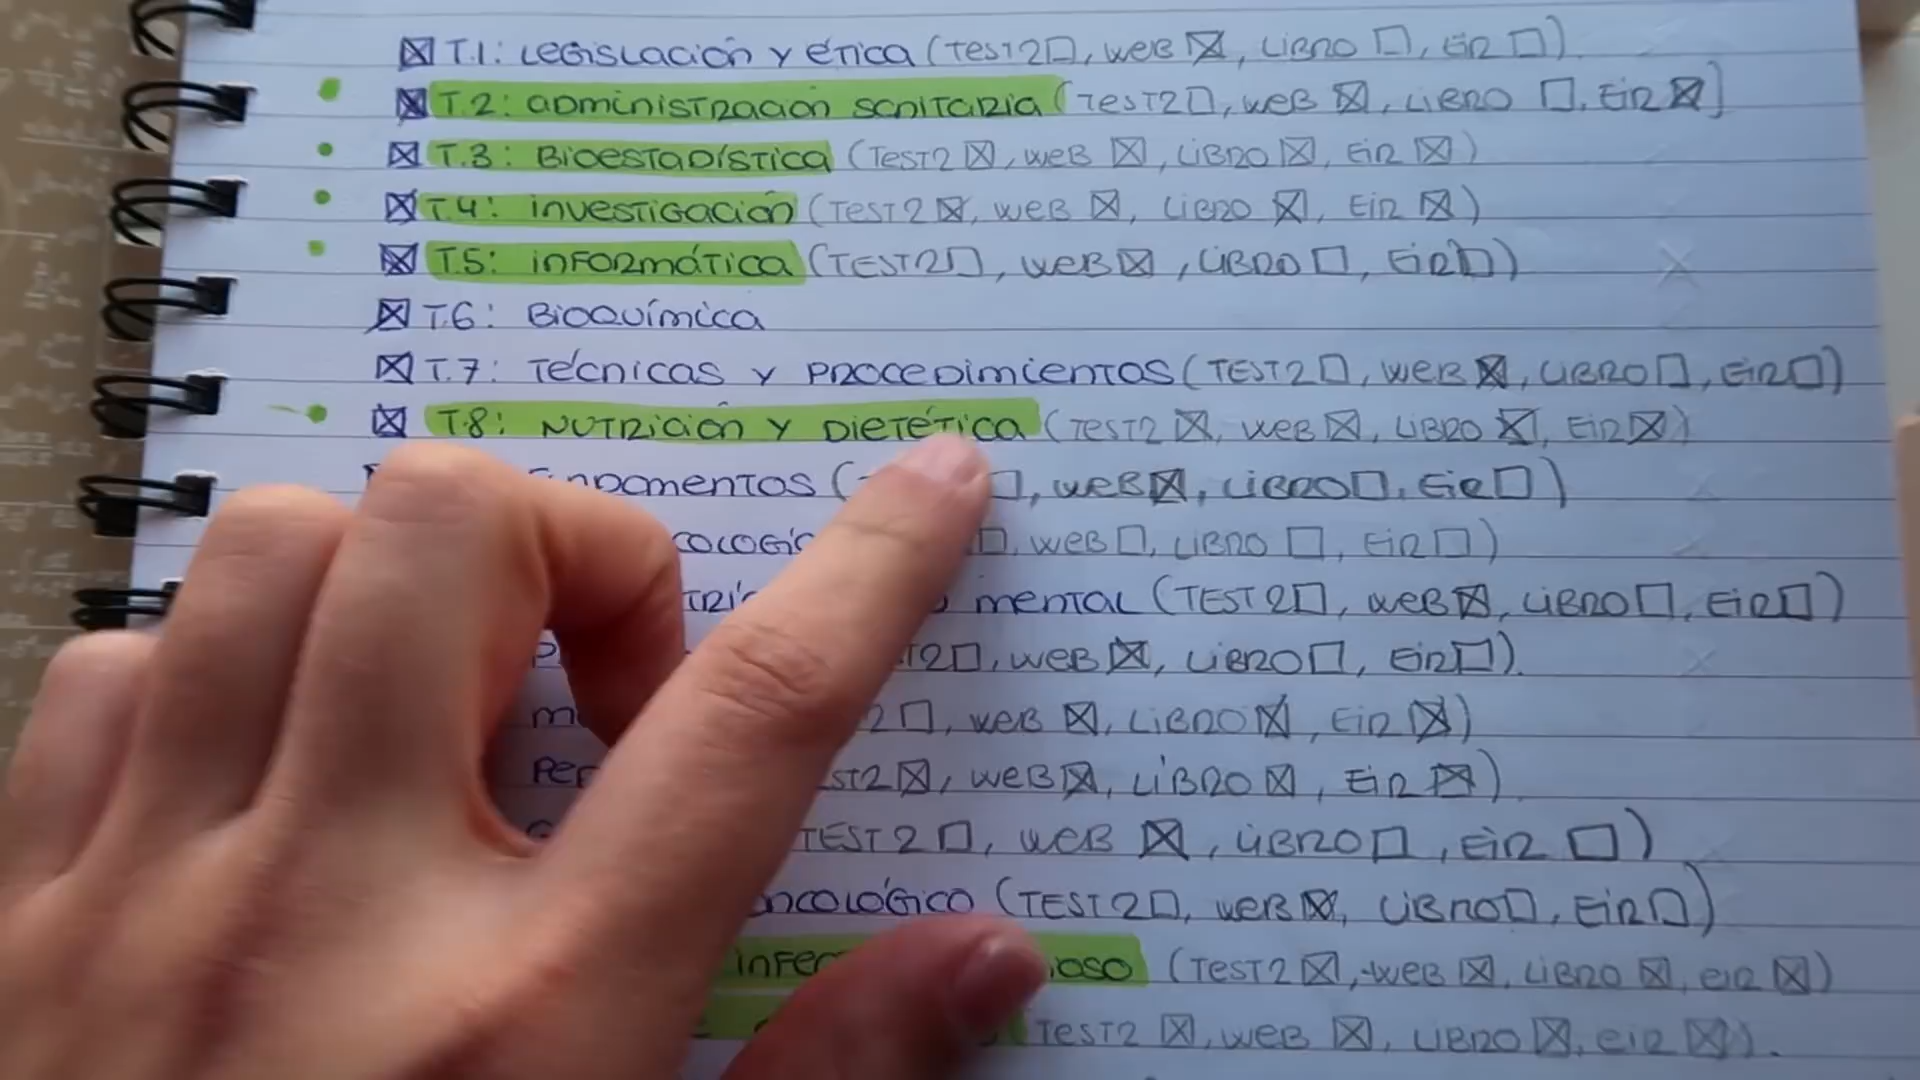 ☒ T.1: Legislación y ética (Test2 ☐, web ☒, Libro ☐, Eir ☐)
☒ T.2: administración sanitaria (Test2 ☐, web ☒, Libro ☐, Eir ☒]
☒ T.3: Bioestadística (Test2 ☒, web ☒, Libro ☒, Eir ☒)
☒ T.4: investigación (Test2 ☒, web ☒, Libro ☒, Eir ☒)
☒ T.5: informática (Test2 ☐, web ☒, Libro ☐, Eir ☐)
☒ T.6: Bioquímica
☒ T.7: Técnicas y procedimientos (Test2 ☐, web ☒, Libro ☐, Eir ☐)
☒ T.8: Nutrición y Dietética (Test2 ☒, web ☒, Libro ☒, Eir ☒)
☐, web ☒, Libro ☐, Eir ☐)
☐, web ☐, Libro ☐, Eir ☐)
mental (Test2 ☐, web ☒, Libro ☐, Eir ☐)
☐, web ☒, Libro ☐, Eir ☐).
☐, web ☒, Libro ☒, Eir ☒)
☒, web ☒, Libro ☒, Eir ☒)
Test2 ☐, web ☒, Libro ☐, Eir ☐)
oncológico (Test2 ☐, web ☒, Libro ☐, Eir ☐)
(Test2 ☒, web ☒, Libro ☒, eir ☒)
Test2 ☒, web ☒, Libro ☒, eir ☒).